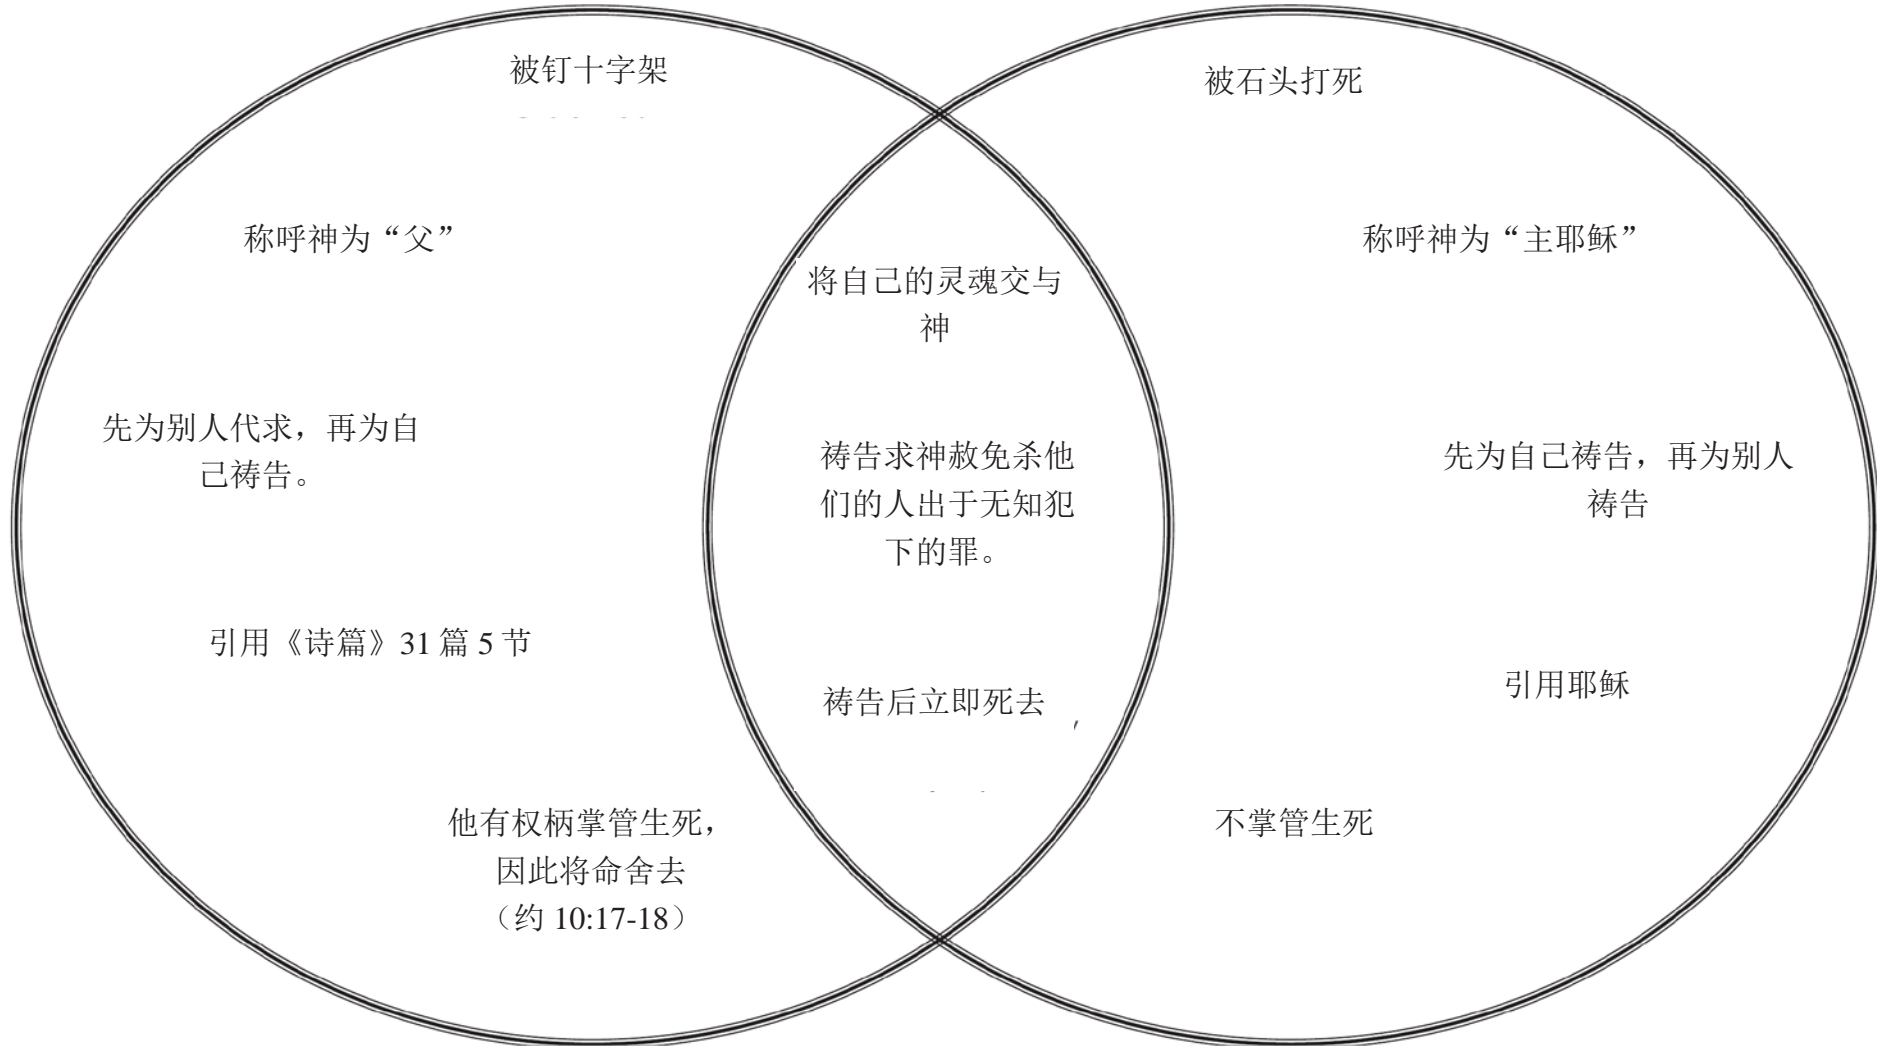 被钉十字架
称呼神为“父”
先为别人代求，再为自
己祷告。
引用《诗篇》31 篇 5 节
他有权柄掌管生死，
因此将命舍去
（约 10:17-18）
将自己的灵魂交与
神
祷告求神赦免杀他
们的人出于无知犯
下的罪。
祷告后立即死去
被石头打死
称呼神为“主耶稣”
先为自己祷告，再为别人
祷告
引用耶稣
不掌管生死